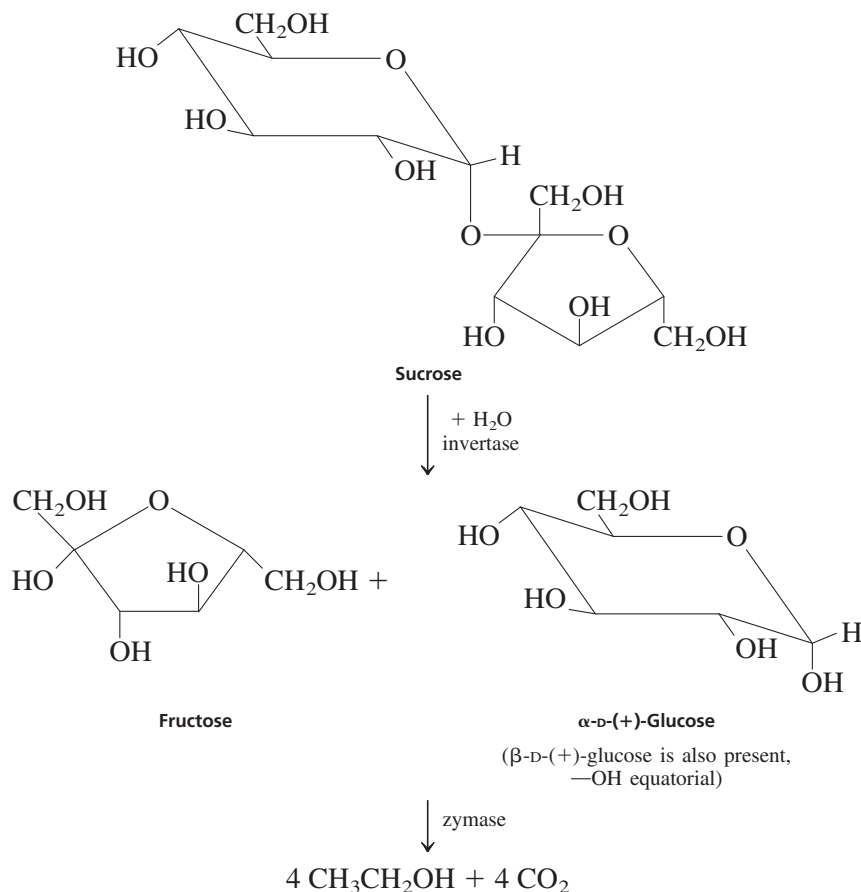 CH₂OH
HO
O
HO
OH
H
CH₂OH
O
O
OH
HO
CH₂OH
Sucrose
+ H₂O
invertase
CH₂OH
O
HO
HO
CH₂OH +
OH
Fructose
CH₂OH
HO
O
HO
OH
H
OH
α-D-(+)-Glucose
(β-D-(+)-glucose is also present,
—OH equatorial)
zymase
4 CH₃CH₂OH + 4 CO₂